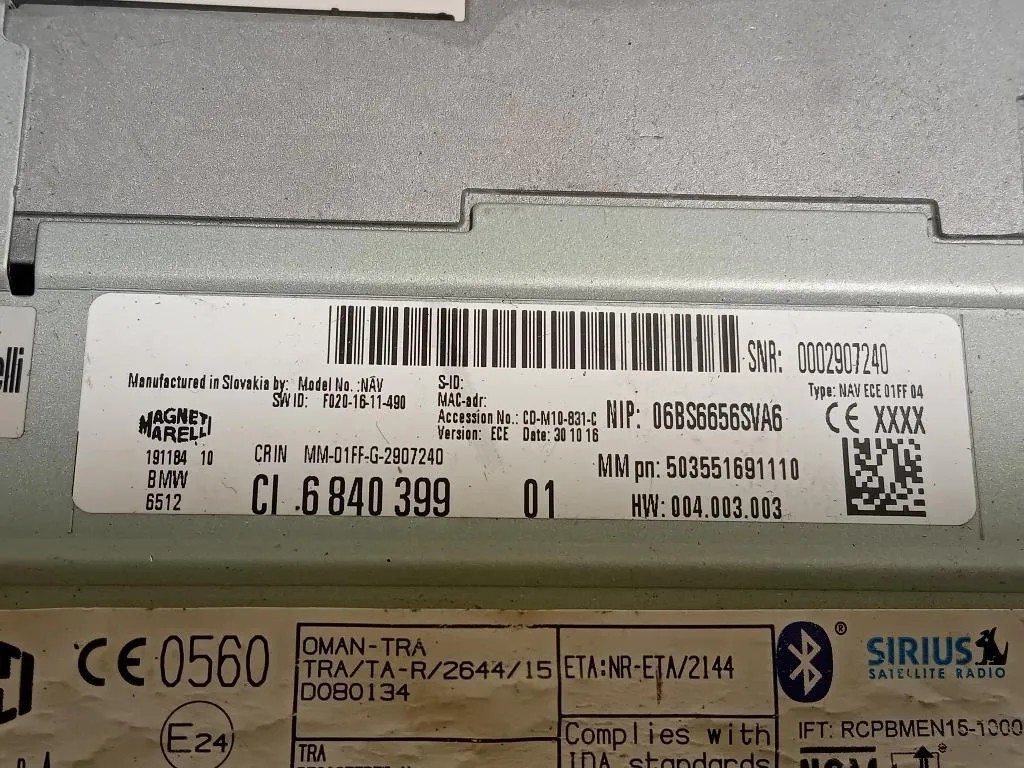 elli
SNR: 0002907240
Manufactured in Slovakia by: Model No.: NAV
SW ID: F020-16-11-490
S-ID:
MAC-adr:
Accession No.: CD-M10-831-C
Version: ECE Date: 30 10 16
NIP: 06BS6656SVA6
Type: NAV ECE 01FF 04
CE XXXX
MAGNETI
MARELLI
191184 10
BMW
6512
CRIN MM-01FF-G-2907240
CI .6 840 399 01
MM pn: 503551691110
HW: 004.003.003
CE 0560
OMAN-TRA
TRA/TA-R/2644/15
D080134
ETA:NR-ETA/2144
®
SIRIUS
SATELLITE RADIO
E24
TRA
Complies with
IDA standards
IFT: RCPBMEN15-1000